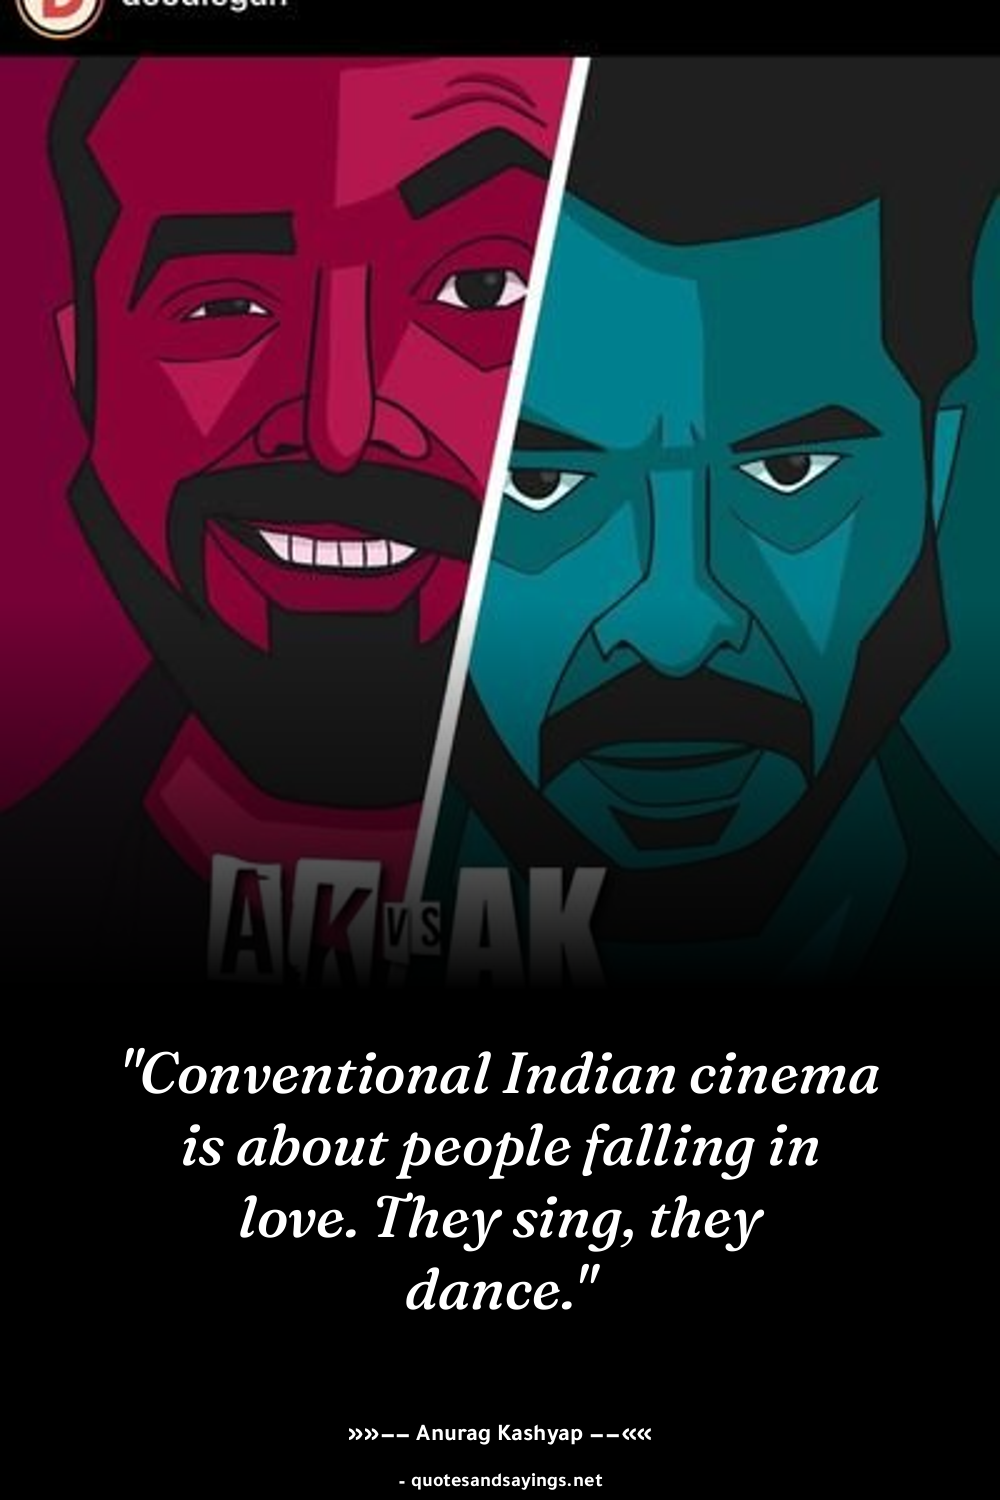 AK VS AK
"Conventional Indian cinema
is about people falling in
love. They sing, they
dance."
»»–– Anurag Kashyap ––««
- quotesandsayings.net